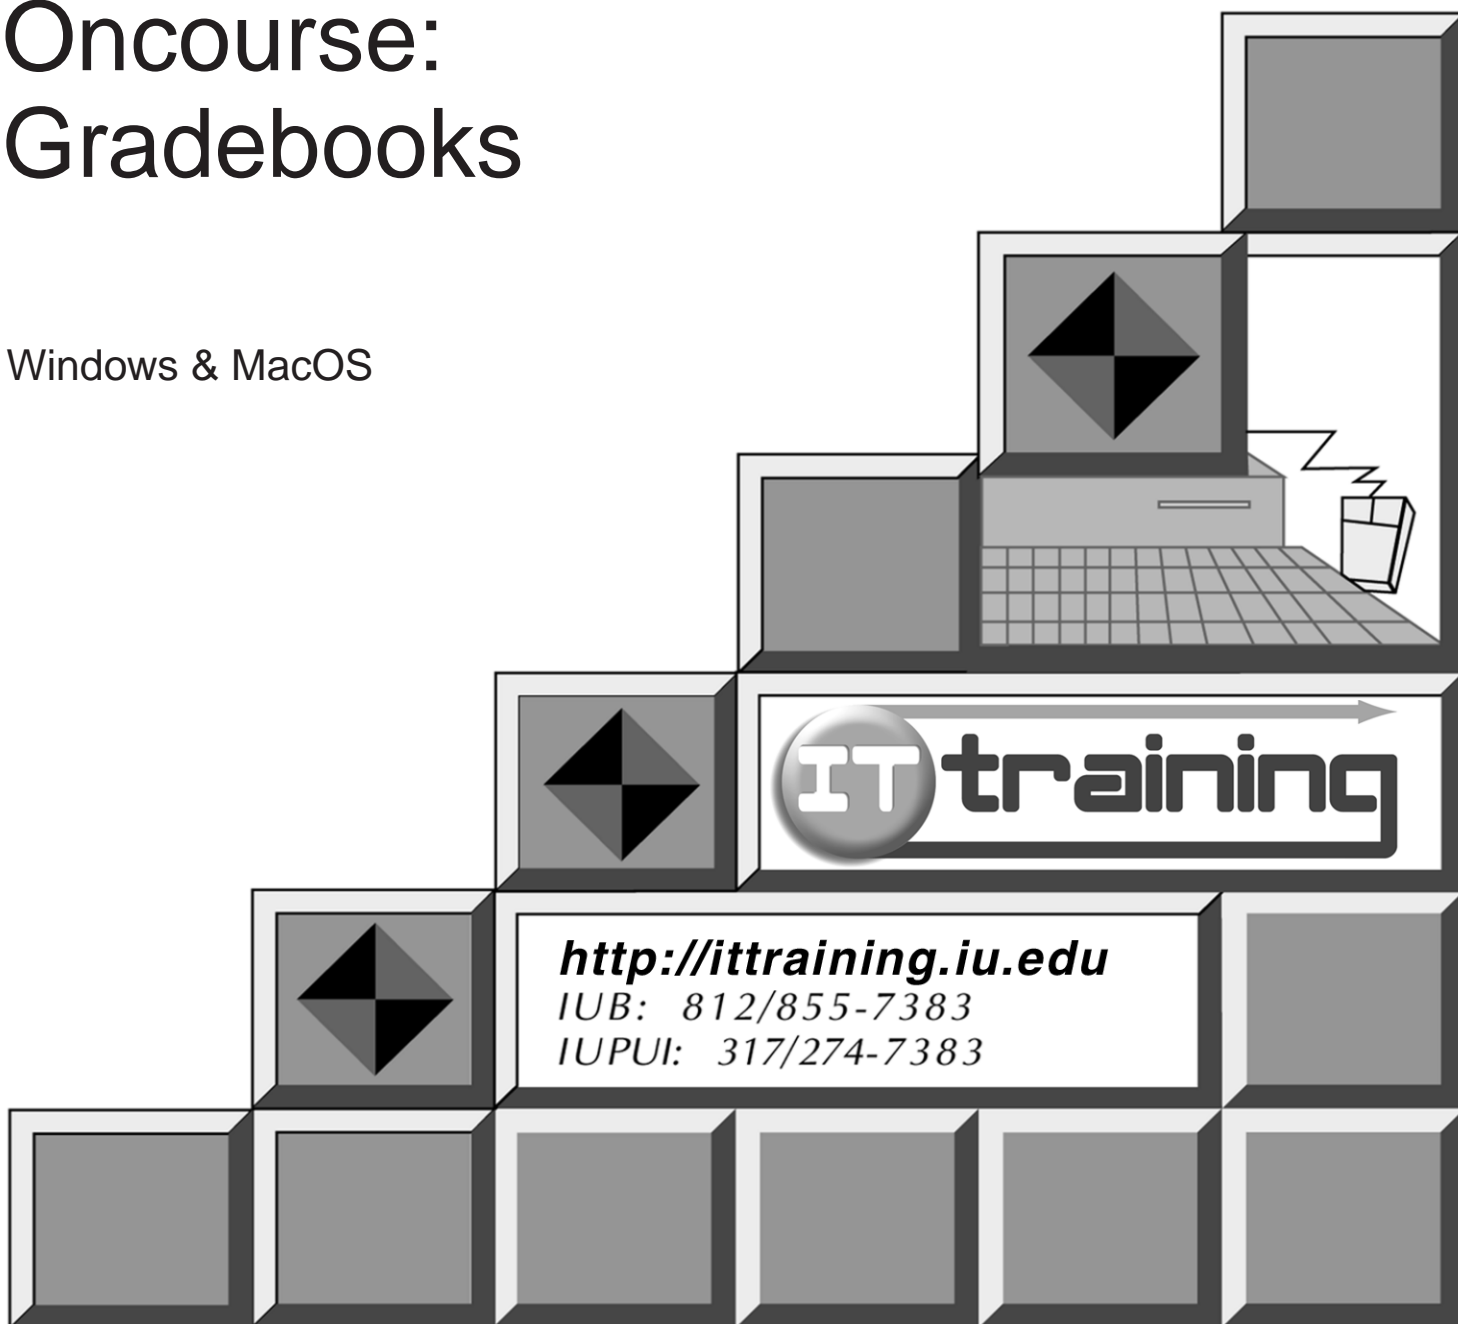 Oncourse:
Gradebooks
Windows & MacOS
IT training
http://ittraining.iu.edu
IUB: 812/855-7383
IUPUI: 317/274-7383